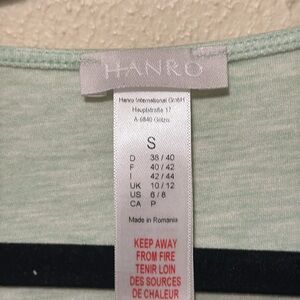 HANRO
Hanro International GmbH
Hauptstraße 17
A-6840 Götzis
S
D 38 / 40
F 40 / 42
I 42 / 44
UK 10 / 12
US 6 / 8
CA P
Made in Romania
KEEP AWAY
FROM FIRE
TENIR LOIN
DES SOURCES
DE CHALEUR